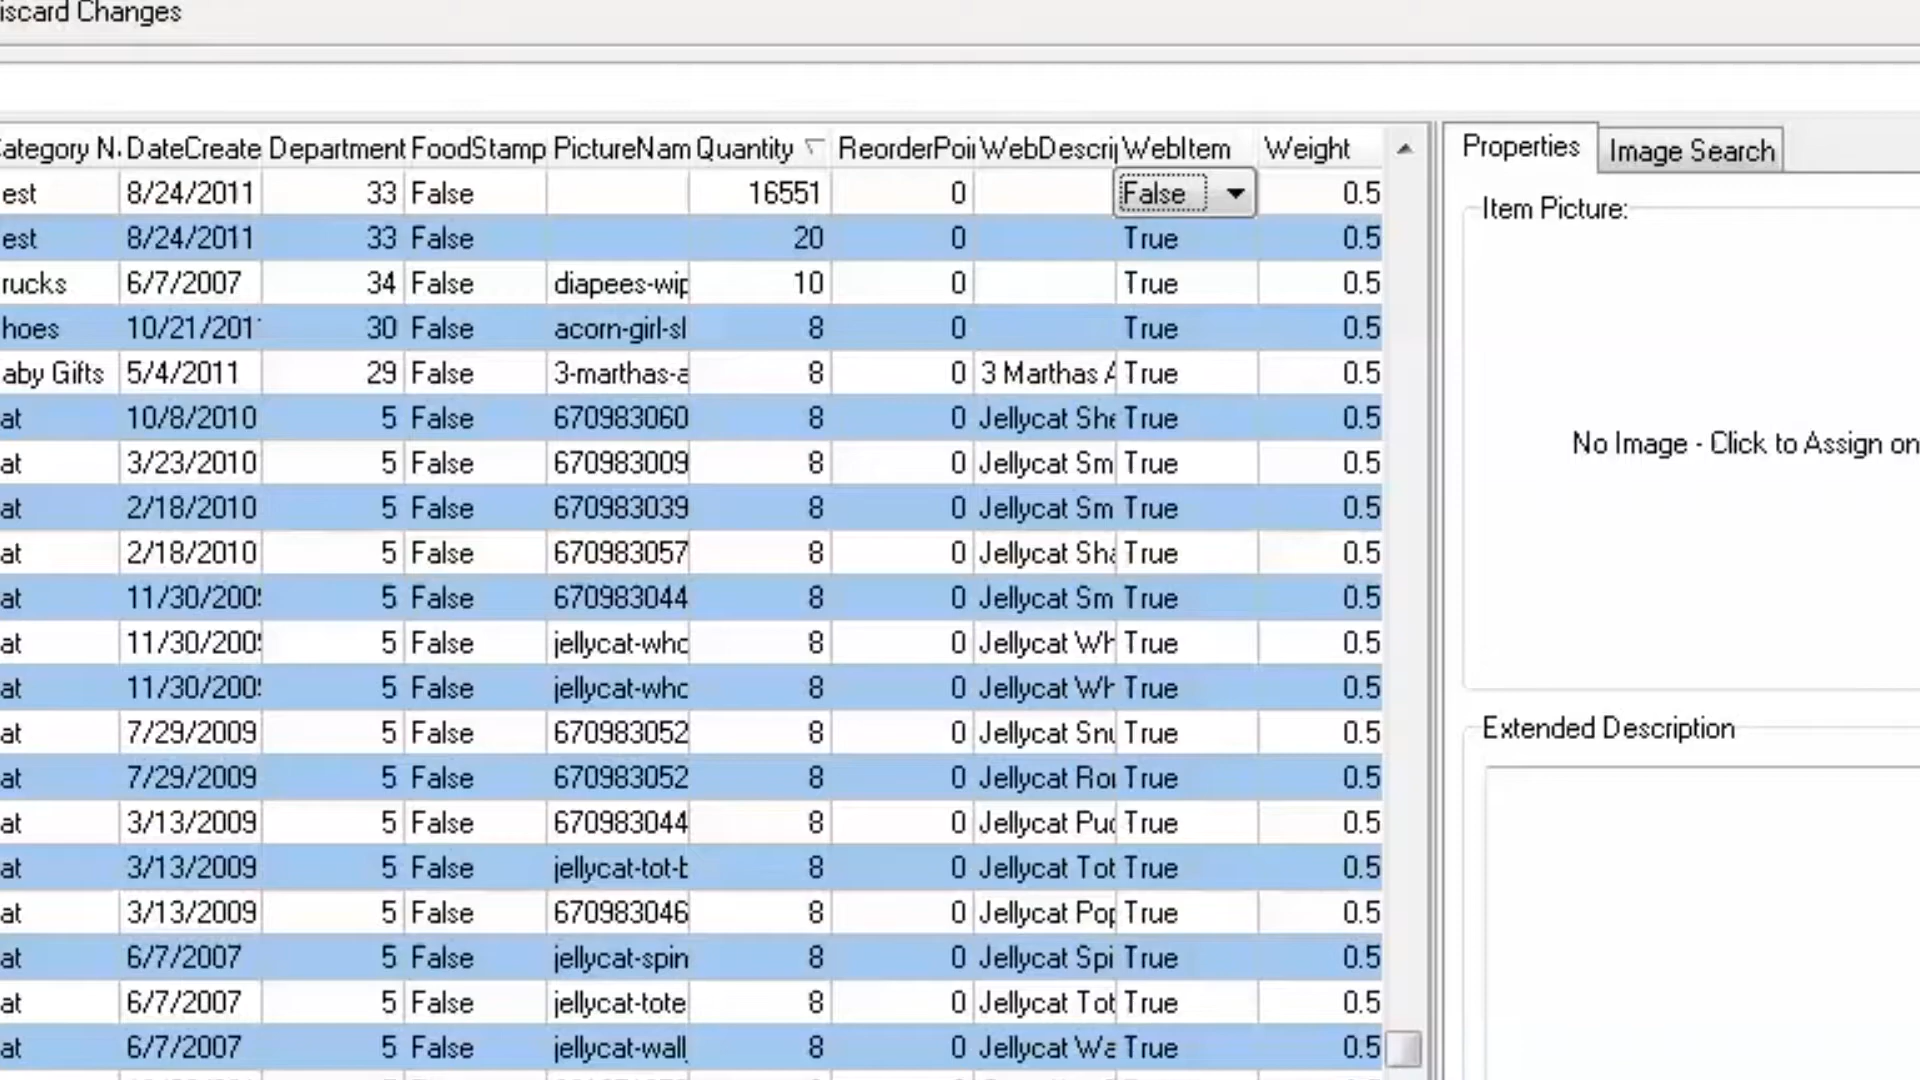 iscard Changes
ategory N. DateCreate Department FoodStamp PictureNam Quantity ReorderPoi WebDescrip WebItem Weight
est 8/24/2011 33 False 16551 0 False 0.5
est 8/24/2011 33 False 20 0 True 0.5
rucks 6/7/2007 34 False diapees-wip 10 0 True 0.5
hoes 10/21/201 30 False acorn-girl-sl 8 0 True 0.5
aby Gifts 5/4/2011 29 False 3-marthas-a 8 0 3 Marthas A True 0.5
at 10/8/2010 5 False 670983060 8 0 Jellycat She True 0.5
at 3/23/2010 5 False 670983009 8 0 Jellycat Sm True 0.5
at 2/18/2010 5 False 670983039 8 0 Jellycat Sm True 0.5
at 2/18/2010 5 False 670983057 8 0 Jellycat Sha True 0.5
at 11/30/2009 5 False 670983044 8 0 Jellycat Sm True 0.5
at 11/30/2009 5 False jellycat-who 8 0 Jellycat Wh True 0.5
at 11/30/2009 5 False jellycat-who 8 0 Jellycat Wh True 0.5
at 7/29/2009 5 False 670983052 8 0 Jellycat Snu True 0.5
at 7/29/2009 5 False 670983052 8 0 Jellycat Ro True 0.5
at 3/13/2009 5 False 670983044 8 0 Jellycat Puc True 0.5
at 3/13/2009 5 False jellycat-tot-b 8 0 Jellycat Tot True 0.5
at 3/13/2009 5 False 670983046 8 0 Jellycat Pop True 0.5
at 6/7/2007 5 False jellycat-spin 8 0 Jellycat Spi True 0.5
at 6/7/2007 5 False jellycat-tote 8 0 Jellycat Tot True 0.5
at 6/7/2007 5 False jellycat-wall 8 0 Jellycat Wa True 0.5
Properties Image Search
Item Picture:
No Image - Click to Assign on
Extended Description